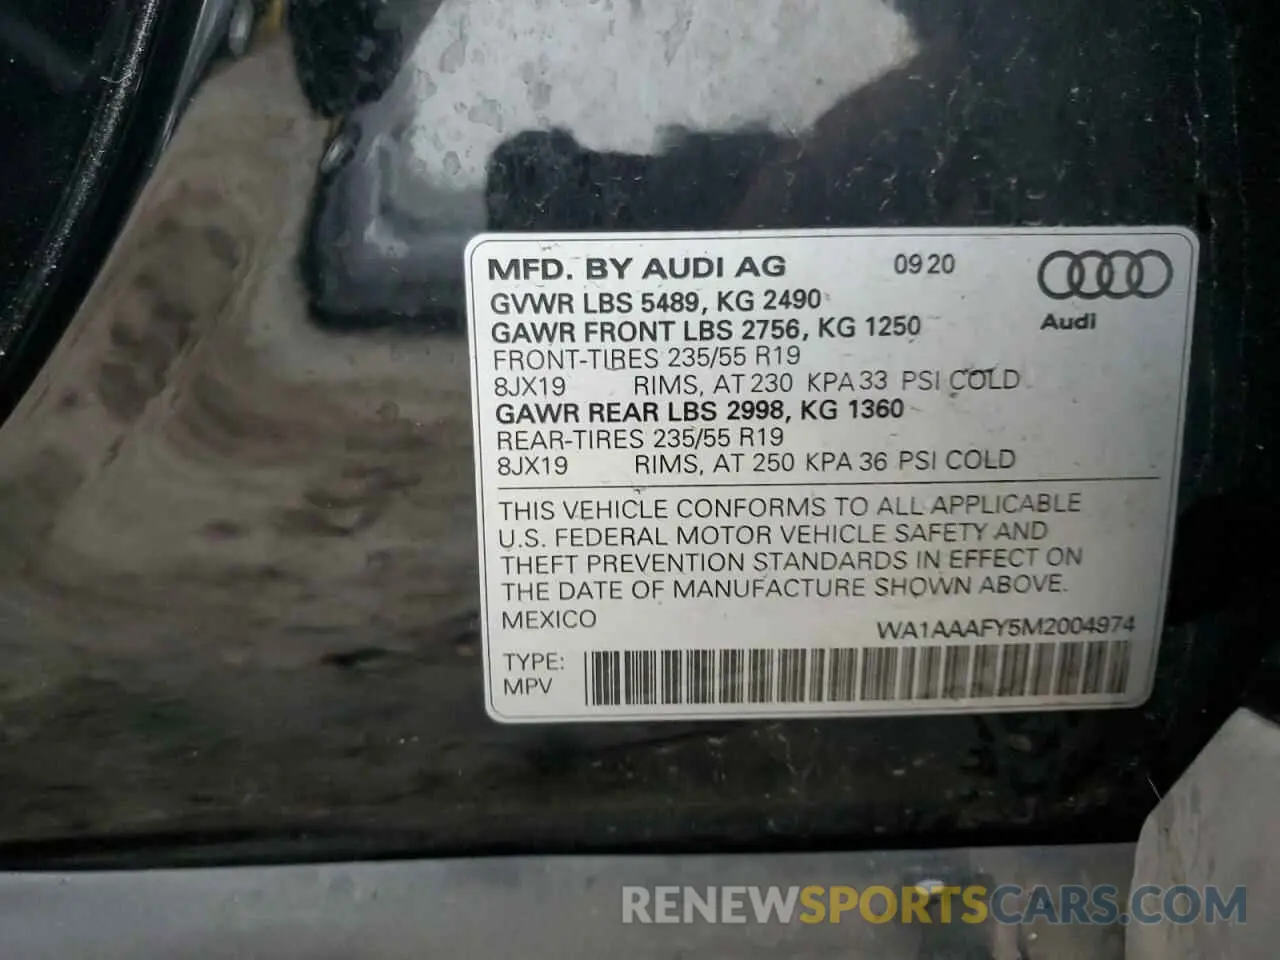 MFD. BY AUDI AG 09 20
GVWR LBS 5489, KG 2490
GAWR FRONT LBS 2756, KG 1250
Audi
FRONT-TIRES 235/55 R19
8JX19 RIMS, AT 230 KPA 33 PSI COLD
GAWR REAR LBS 2998, KG 1360
REAR-TIRES 235/55 R19
8JX19 RIMS, AT 250 KPA 36 PSI COLD
THIS VEHICLE CONFORMS TO ALL APPLICABLE
U.S. FEDERAL MOTOR VEHICLE SAFETY AND
THEFT PREVENTION STANDARDS IN EFFECT ON
THE DATE OF MANUFACTURE SHOWN ABOVE.
MEXICO
WA1AAAFY5M2004974
TYPE:
MPV
RENEWSPORTSCARS.COM